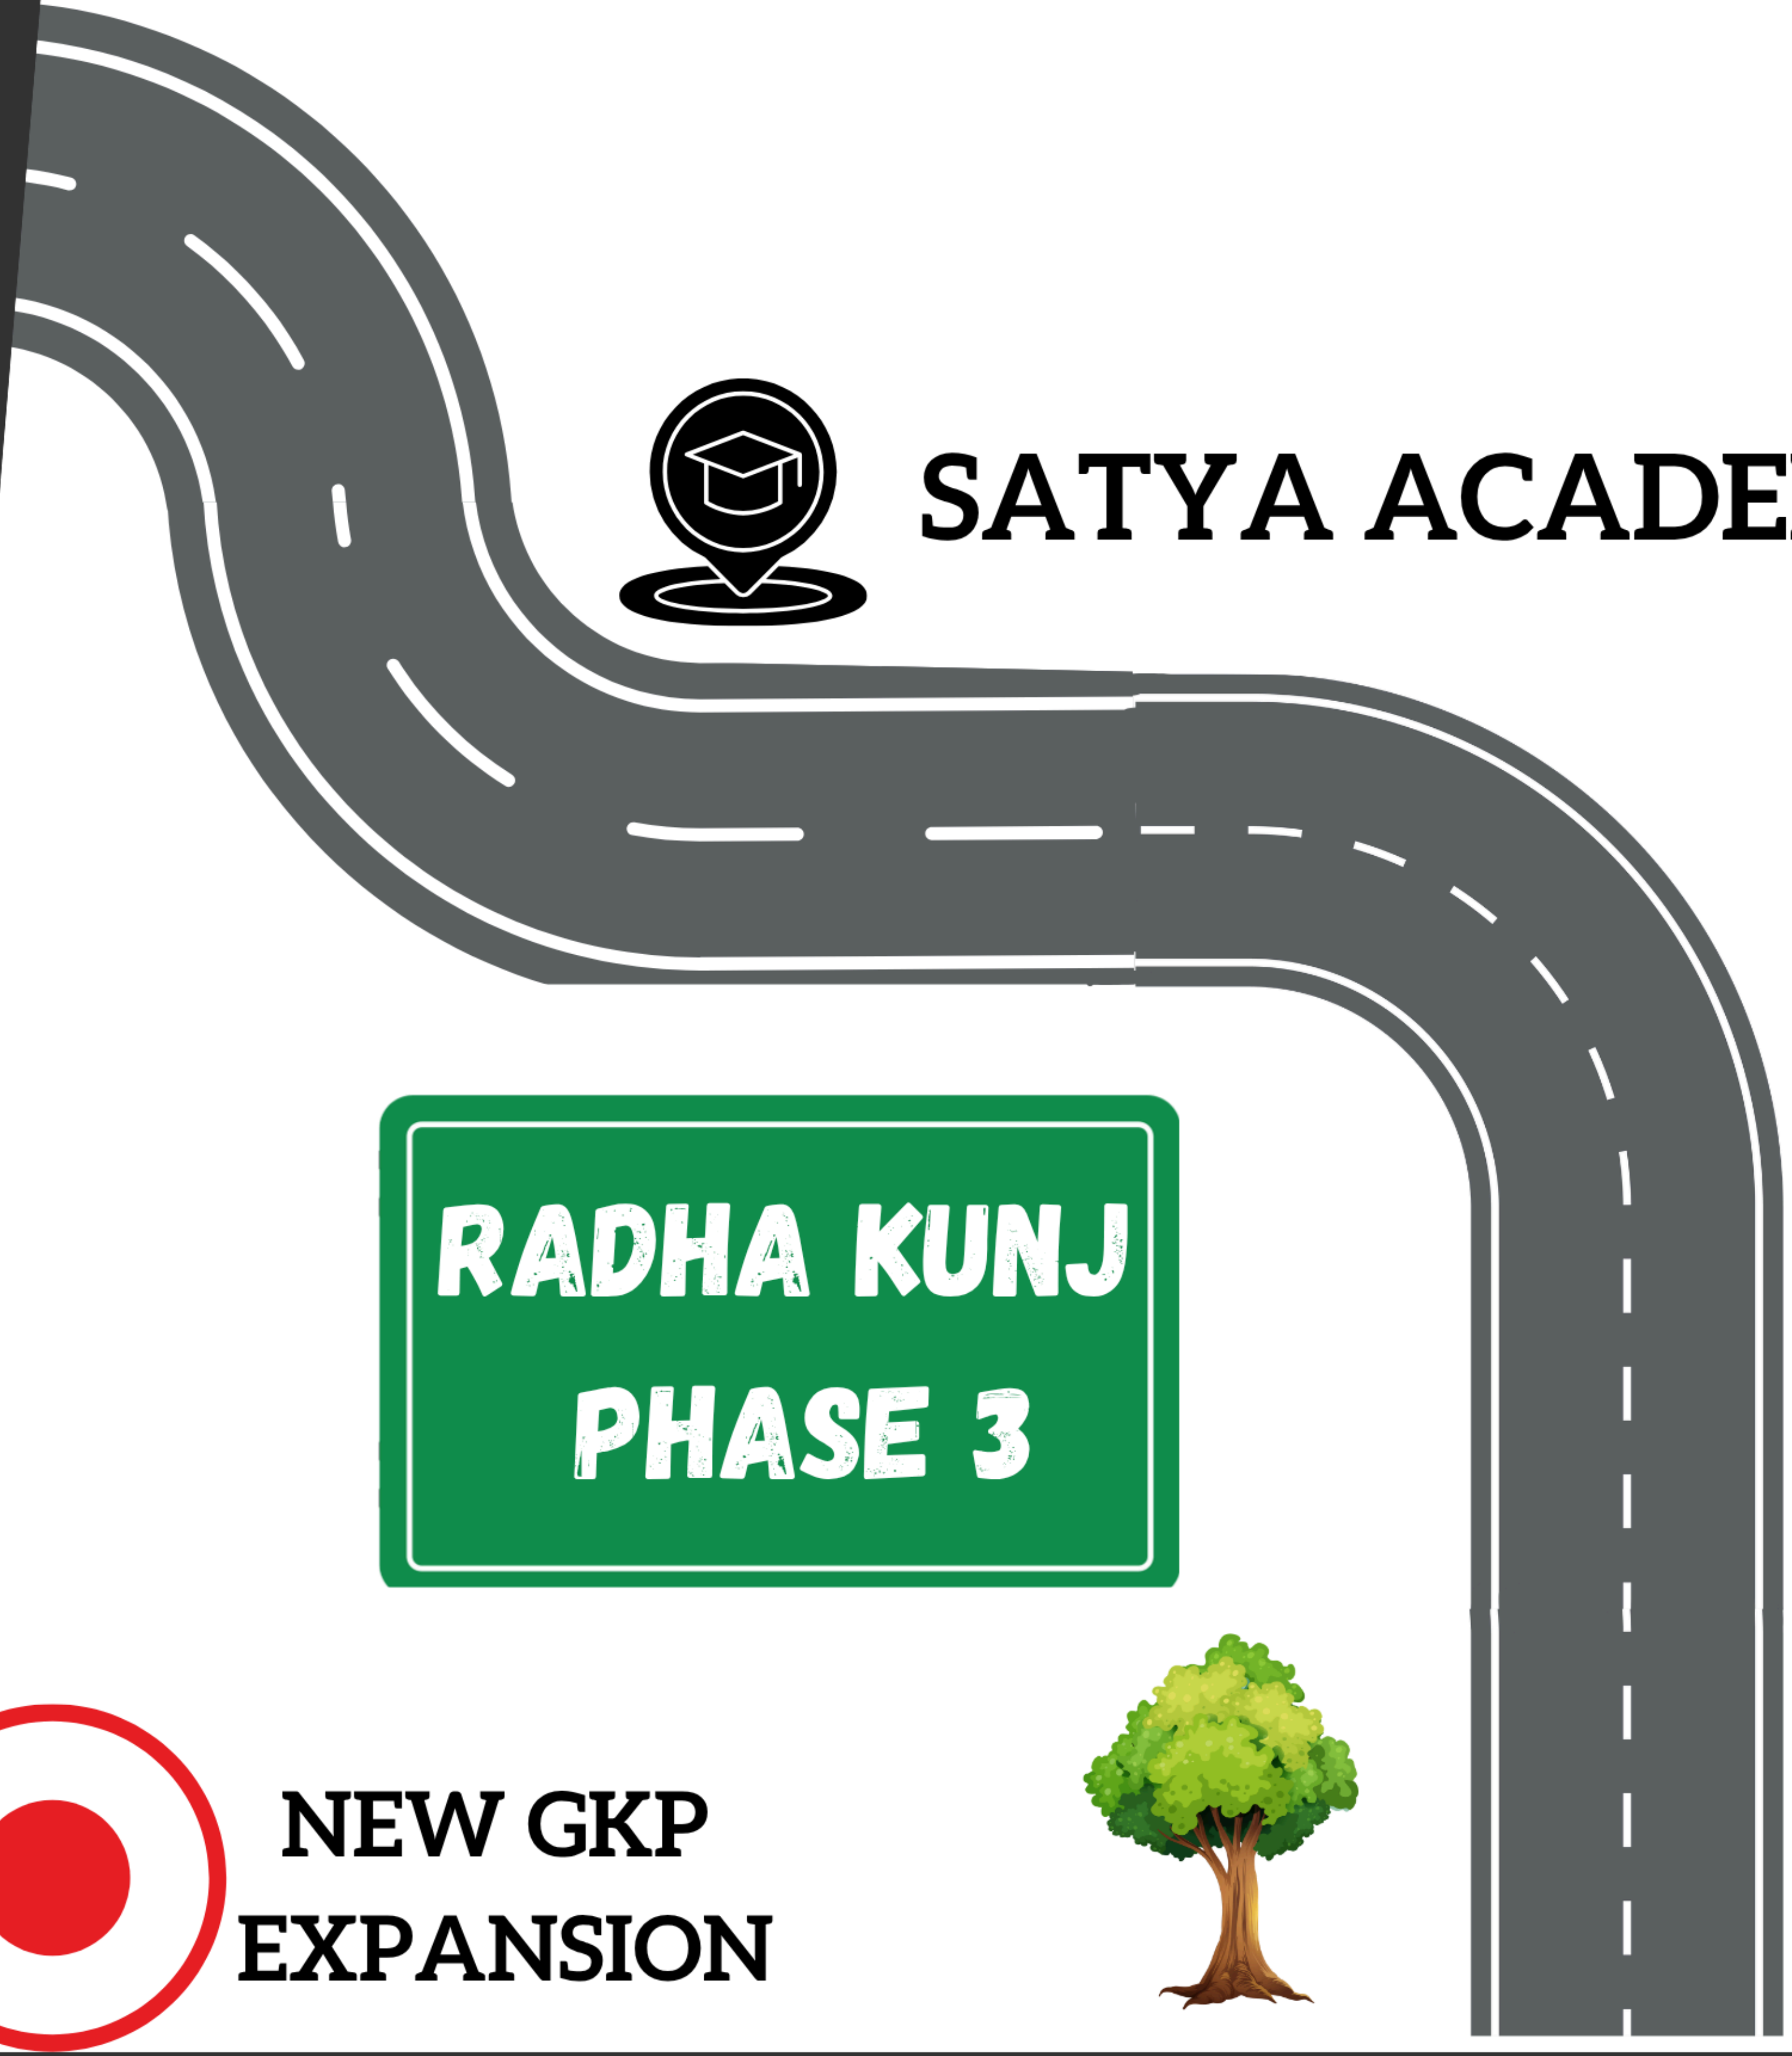 SATYA ACADE
RADHA KUNJ
PHASE 3
NEW GKP
EXPANSION